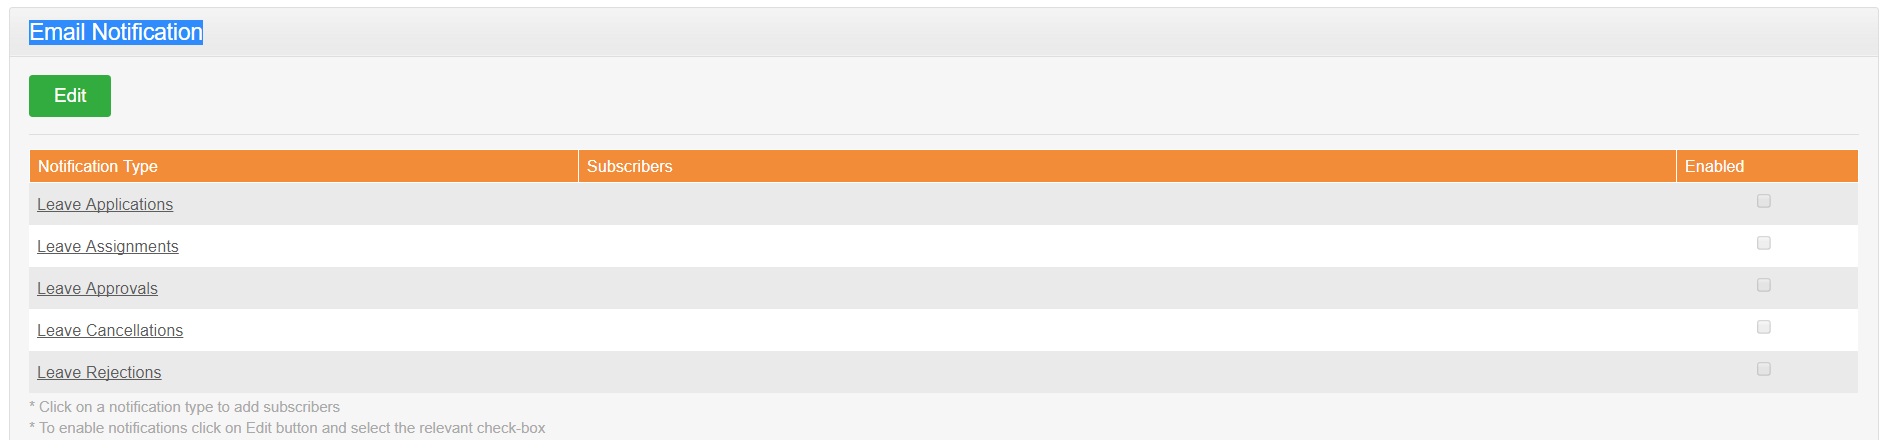 Email Notification
Edit
Notification Type Subscribers Enabled
Leave Applications
Leave Assignments
Leave Approvals
Leave Cancellations
Leave Rejections
* Click on a notification type to add subscribers
* To enable notifications click on Edit button and select the relevant check-box